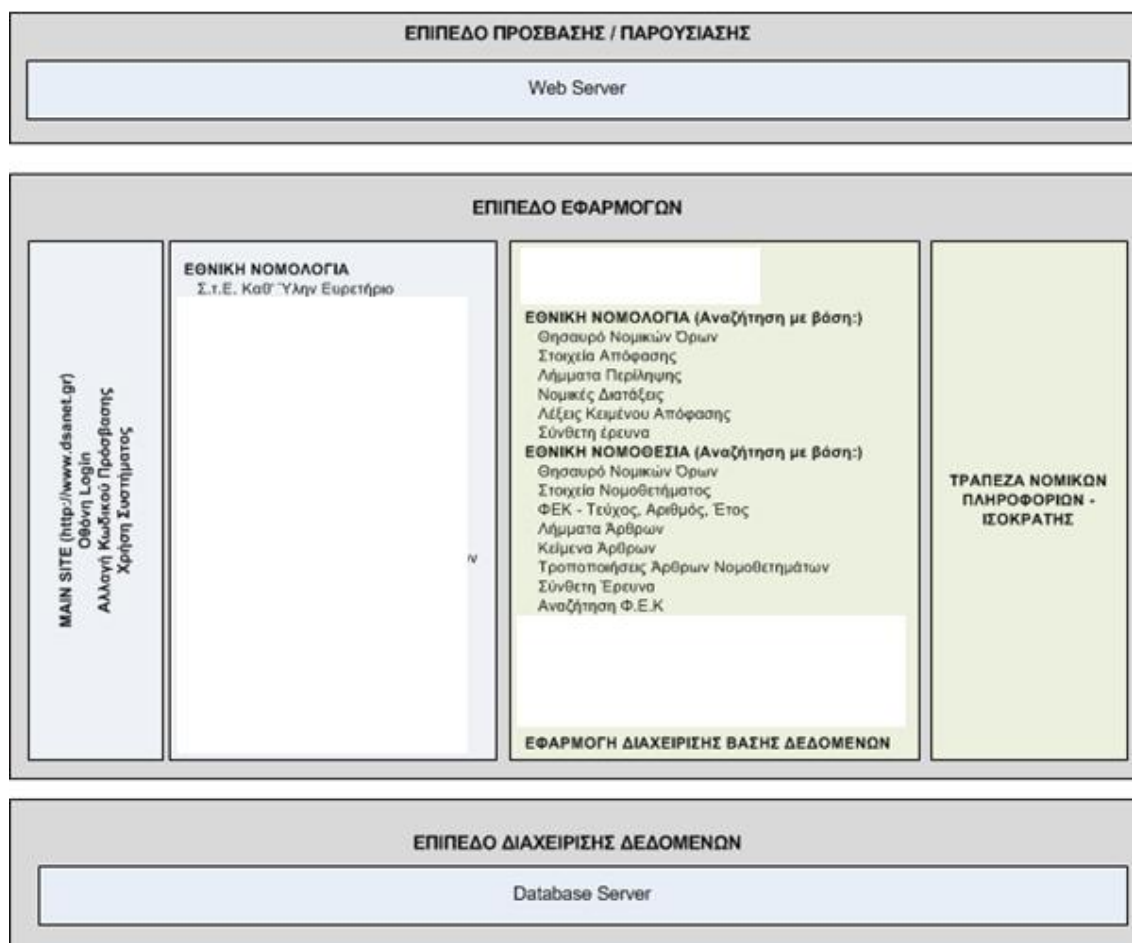 ΕΠΙΠΕΔΟ ΠΡΟΣΒΑΣΗΣ / ΠΑΡΟΥΣΙΑΣΗΣ
Web Server
ΕΠΙΠΕΔΟ ΕΦΑΡΜΟΓΩΝ
MAIN SITE (http://www.dsanet.gr)
Οθόνη Login
Αλλαγή Κωδικού Πρόσβασης
Χρήση Συστήματος
ΕΘΝΙΚΗ ΝΟΜΟΛΟΓΙΑ
Σ.τ.Ε. Καθ' Ύλην Ευρετήριο
ΕΘΝΙΚΗ ΝΟΜΟΛΟΓΙΑ (Αναζήτηση με βάση:)
Θησαυρό Νομικών Όρων
Στοιχεία Απόφασης
Λήμματα Περίληψης
Νομικές Διατάξεις
Λέξεις Κειμένου Απόφασης
Σύνθετη έρευνα
ΕΘΝΙΚΗ ΝΟΜΟΘΕΣΙΑ (Αναζήτηση με βάση:)
Θησαυρό Νομικών Όρων
Στοιχεία Νομοθετήματος
ΦΕΚ - Τεύχος, Αριθμός, Έτος
Λήμματα Άρθρων
Κείμενα Άρθρων
Τροποποιήσεις Άρθρων Νομοθετημάτων
Σύνθετη Έρευνα
Αναζήτηση Φ.Ε.Κ
ΕΦΑΡΜΟΓΗ ΔΙΑΧΕΙΡΙΣΗΣ ΒΑΣΗΣ ΔΕΔΟΜΕΝΩΝ
ΤΡΑΠΕΖΑ ΝΟΜΙΚΩΝ
ΠΛΗΡΟΦΟΡΙΩΝ -
ΙΣΟΚΡΑΤΗΣ
ΕΠΙΠΕΔΟ ΔΙΑΧΕΙΡΙΣΗΣ ΔΕΔΟΜΕΝΩΝ
Database Server